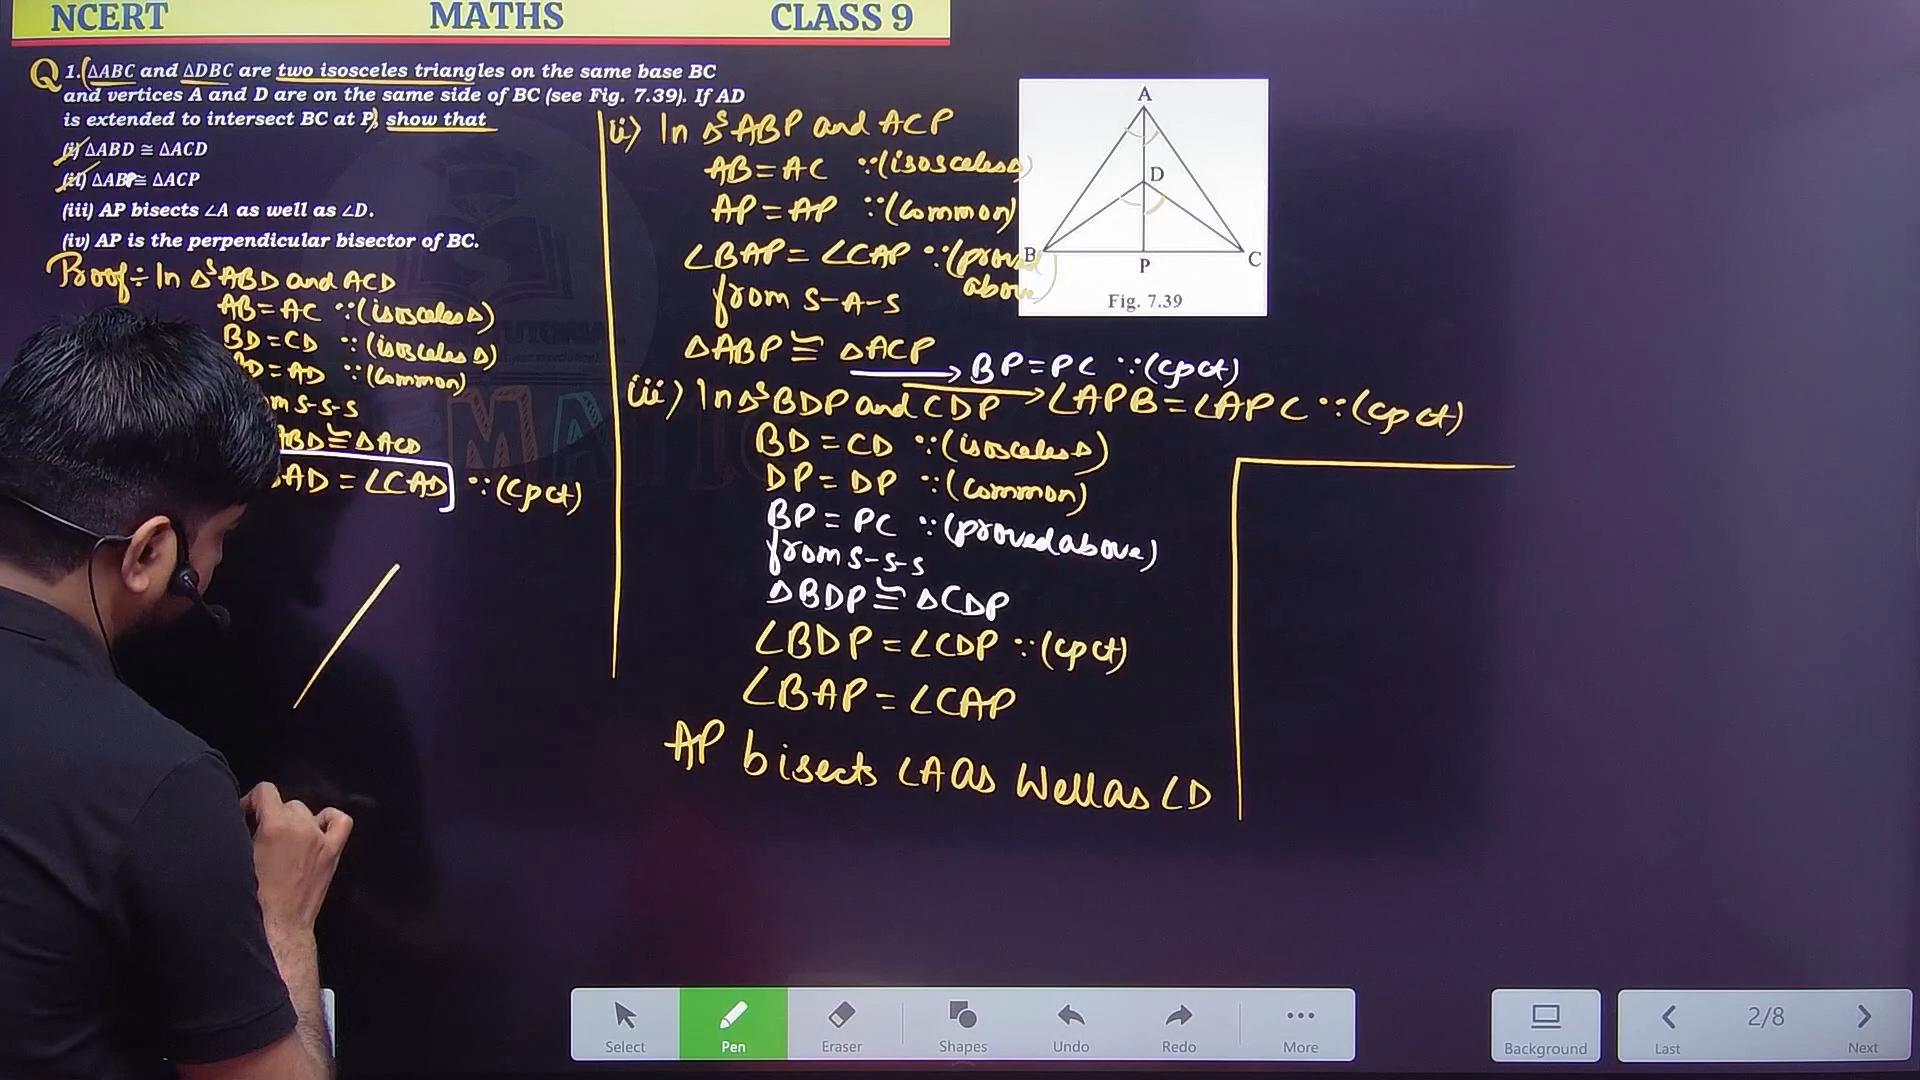 NCERT MATHS CLASS 9
Q 1. ΔABC and ΔDBC are two isosceles triangles on the same base BC
and vertices A and D are on the same side of BC (see Fig. 7.39). If AD
is extended to intersect BC at P, show that
(i) ΔABD ≅ ΔACD
(ii) ΔABP ≅ ΔACP
(iii) AP bisects ∠A as well as ∠D.
(iv) AP is the perpendicular bisector of BC.
Proof÷ In Δˢ ABD and ACD
AB = AC ∵ (isosceles Δ)
BD = CD ∵ (isosceles Δ)
= AD ∵ (common)
s-s-s
ABD ≅ ΔACD
AD = ∠CAD ∵ (cpct)
ii) In Δˢ ABP and ACP
AB = AC ∵ (isosceles Δ)
AP = AP ∵ (common)
∠BAP = ∠CAP ∵ (proved
above)
from S-A-S
ΔABP ≅ ΔACP
BP = PC ∵ (cpct)
iii) In Δˢ BDP and CDP
∠APB = ∠APC ∵ (cpct)
BD = CD ∵ (isosceles Δ)
DP = DP ∵ (common)
BP = PC ∵ (proved above)
from s-s-s
ΔBDP ≅ ΔCDP
∠BDP = ∠CDP ∵ (cpct)
∠BAP = ∠CAP
AP bisects ∠A as well as ∠D
A
D
B
P
C
Fig. 7.39
Select
Pen
Eraser
Shapes
Undo
Redo
More
Background
Last
2/8
Next